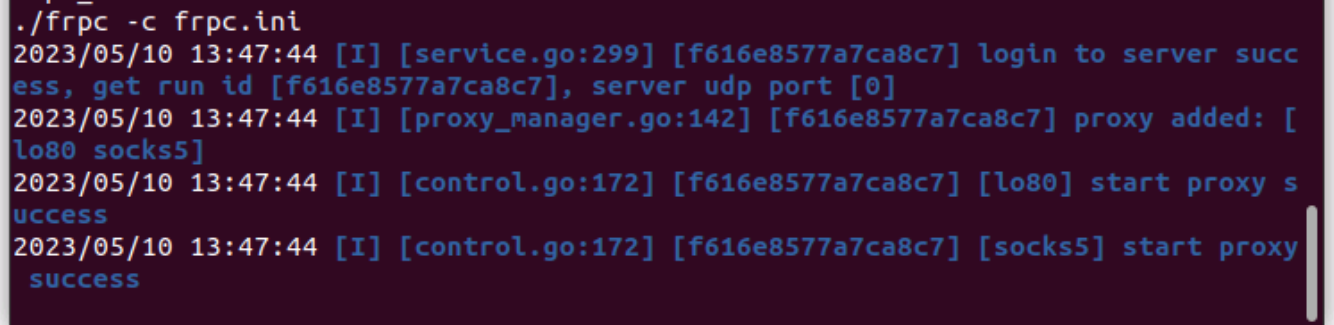 ./frpc -c frpc.ini
2023/05/10 13:47:44 [I] [service.go:299] [f616e8577a7ca8c7] login to server succ
ess, get run id [f616e8577a7ca8c7], server udp port [0]
2023/05/10 13:47:44 [I] [proxy_manager.go:142] [f616e8577a7ca8c7] proxy added: [
lo80 socks5]
2023/05/10 13:47:44 [I] [control.go:172] [f616e8577a7ca8c7] [lo80] start proxy s
uccess
2023/05/10 13:47:44 [I] [control.go:172] [f616e8577a7ca8c7] [socks5] start proxy
 success